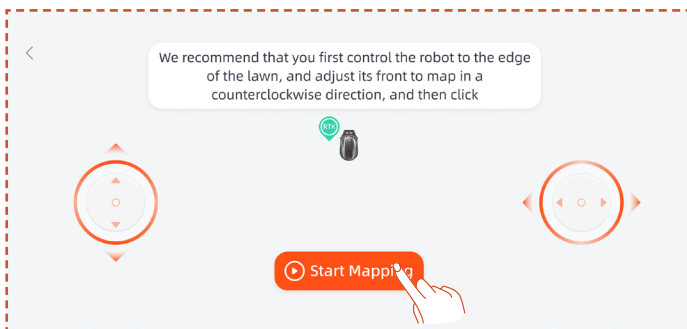 We recommend that you first control the robot to the edge
of the lawn, and adjust its front to map in a
counterclockwise direction, and then click
RTK
Start Mapping